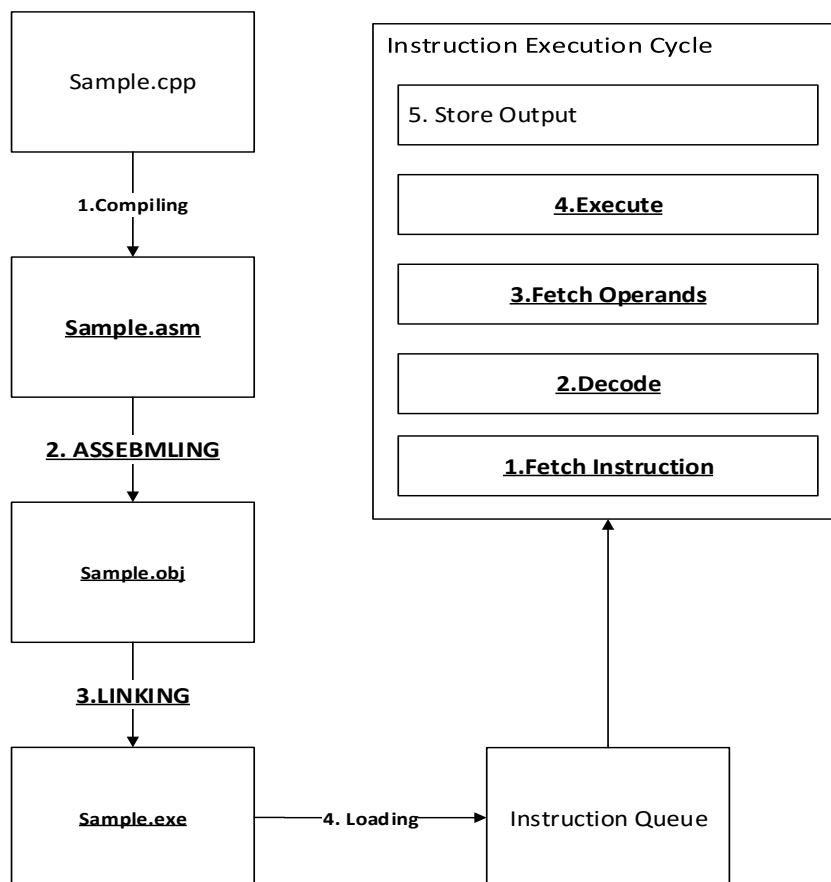 Sample.cpp
1.Compiling
Sample.asm
2. ASSEBMLING
Sample.obj
3.LINKING
Sample.exe
4. Loading
Instruction Queue
Instruction Execution Cycle
5. Store Output
4.Execute
3.Fetch Operands
2.Decode
1.Fetch Instruction